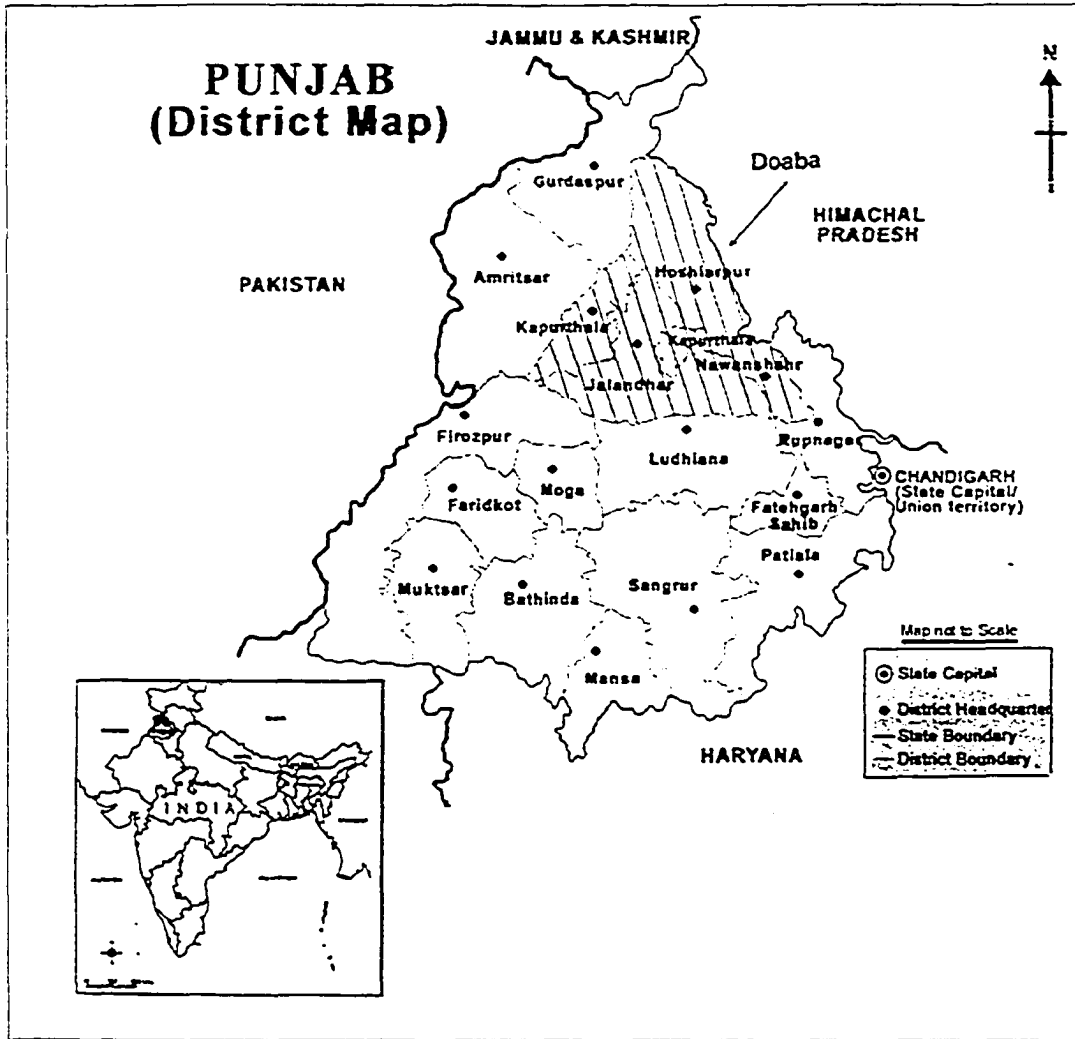 JAMMU & KASHMIR
PUNJAB
(District Map)
N
Doaba
Gurdaspur
HIMACHAL
PRADESH
PAKISTAN
Amritsar
Hoshiarpur
Kapurthala
Kapurthala
Nawanshahr
Jalandhar
Firozpur
Ludhiana
Rupnagar
Moga
CHANDIGARH
(State Capital/
Union territory)
Faridkot
Fatehgarh
Sahib
Patiala
Muktsar
Bathinda
Sangrur
Mansa
Map not to Scale
State Capital
District Headquarter
State Boundary
District Boundary
HARYANA
INDIA